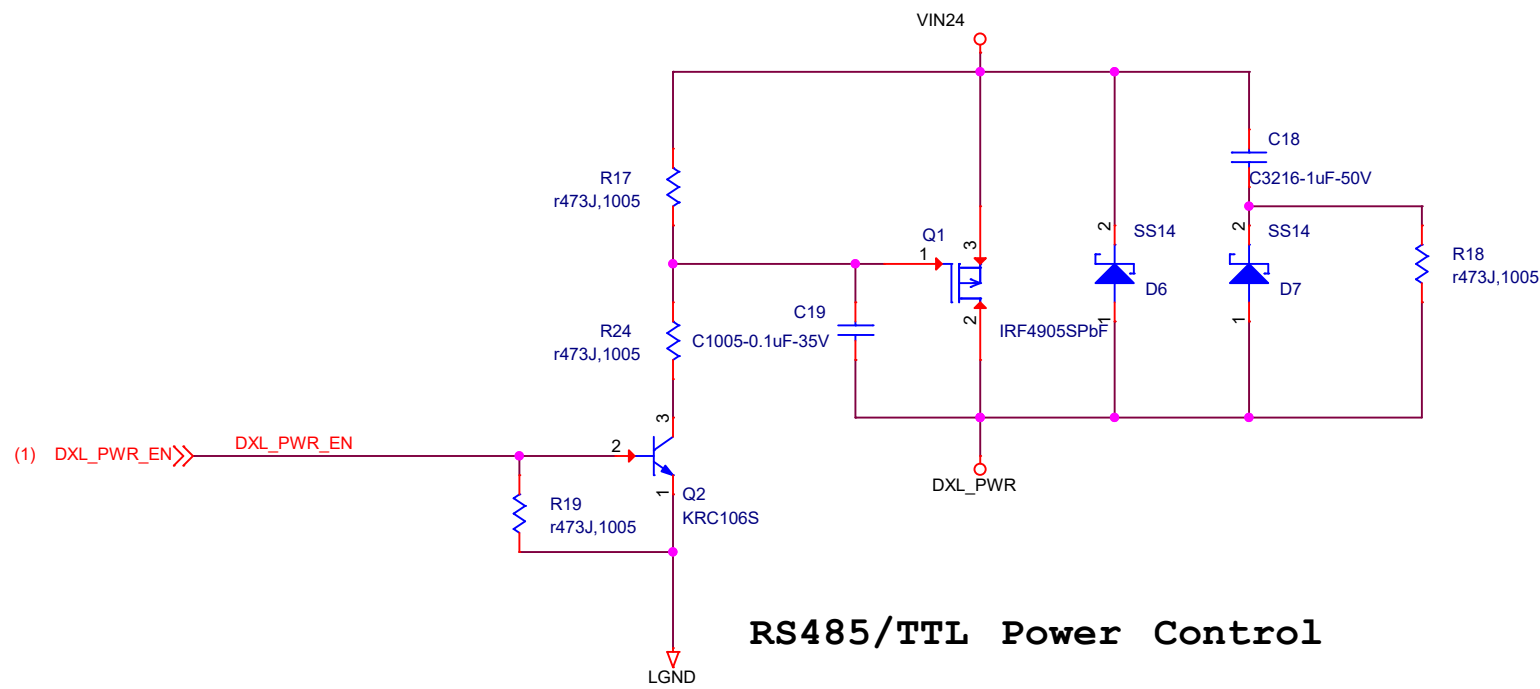 VIN24
C18
C3216-1uF-50V
R17
r473J,1005
Q1
1
3
2
SS14
2
SS14
R18
r473J,1005
D6
D7
C19
C1005-0.1uF-35V
2
IRF4905SPbF
1
1
R24
r473J,1005
3
(1) DXL_PWR_EN
DXL_PWR_EN
2
DXL_PWR
1
Q2
KRC106S
R19
r473J,1005
RS485/TTL Power Control
LGND